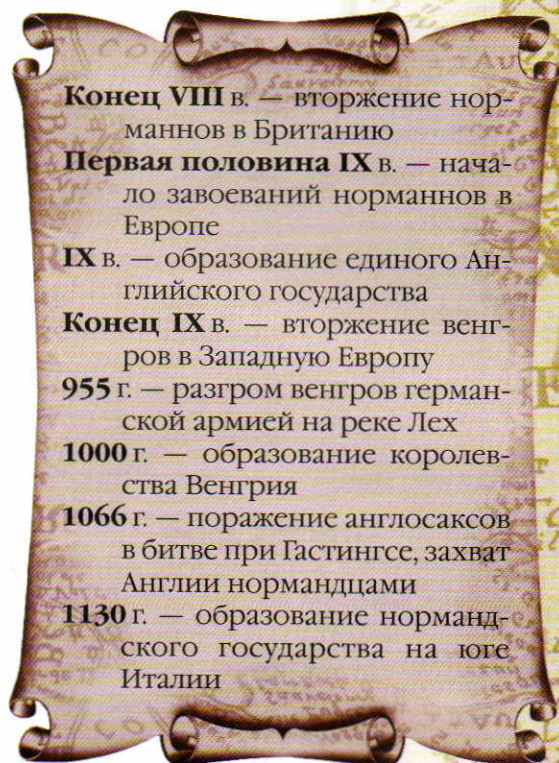 Конец VIII в. — вторжение нор-
маннов в Британию
Первая половина IX в. — нача-
ло завоеваний норманнов в
Европе
IX в. — образование единого Ан-
глийского государства
Конец IX в. — вторжение венг-
ров в Западную Европу
955 г. — разгром венгров герман-
ской армией на реке Лех
1000 г. — образование королев-
ства Венгрия
1066 г. — поражение англосаксов
в битве при Гастингсе, захват
Англии нормандцами
1130 г. — образование норманд-
ского государства на юге
Италии